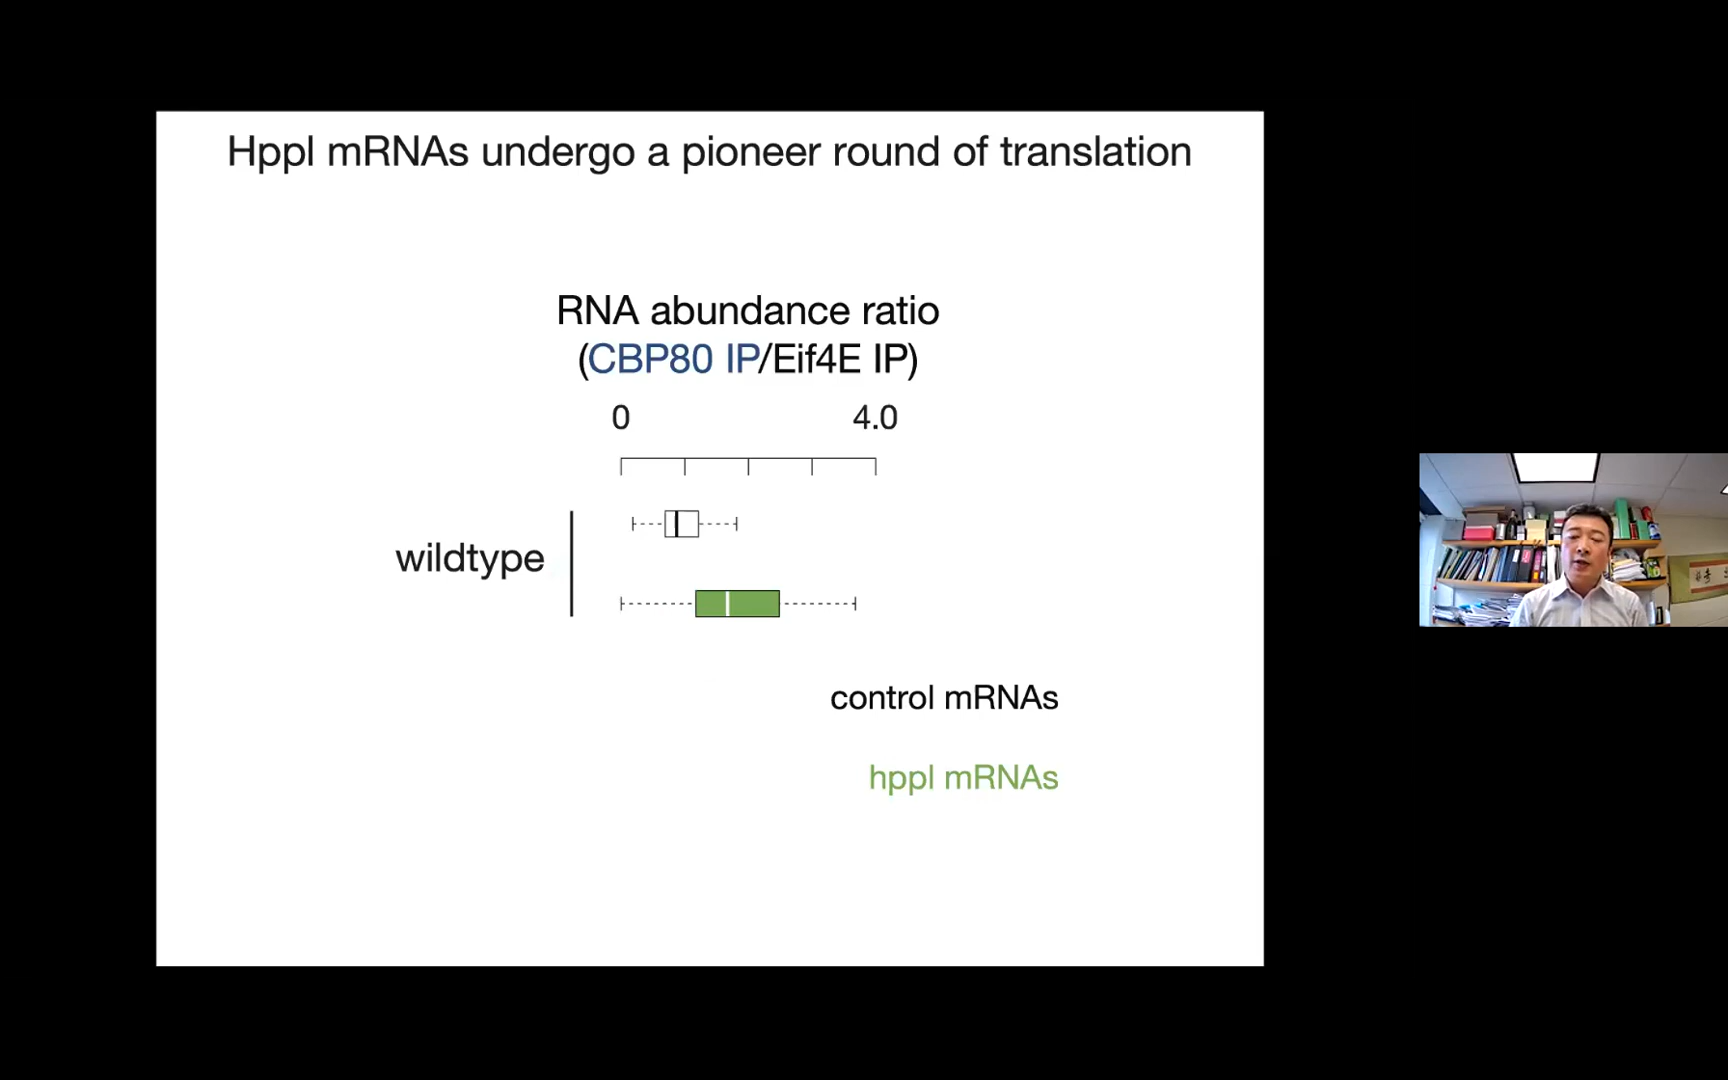 Hppl mRNAs undergo a pioneer round of translation
RNA abundance ratio
(CBP80 IP/Eif4E IP)
0 4.0
wildtype
control mRNAs
hppl mRNAs